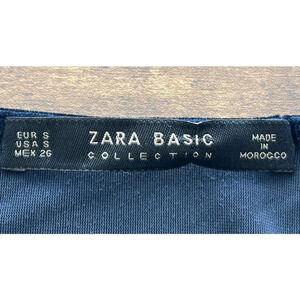 EUR S
USA S
MEX 26
ZARA BASIC
COLLECTION
MADE
IN
MOROCCO